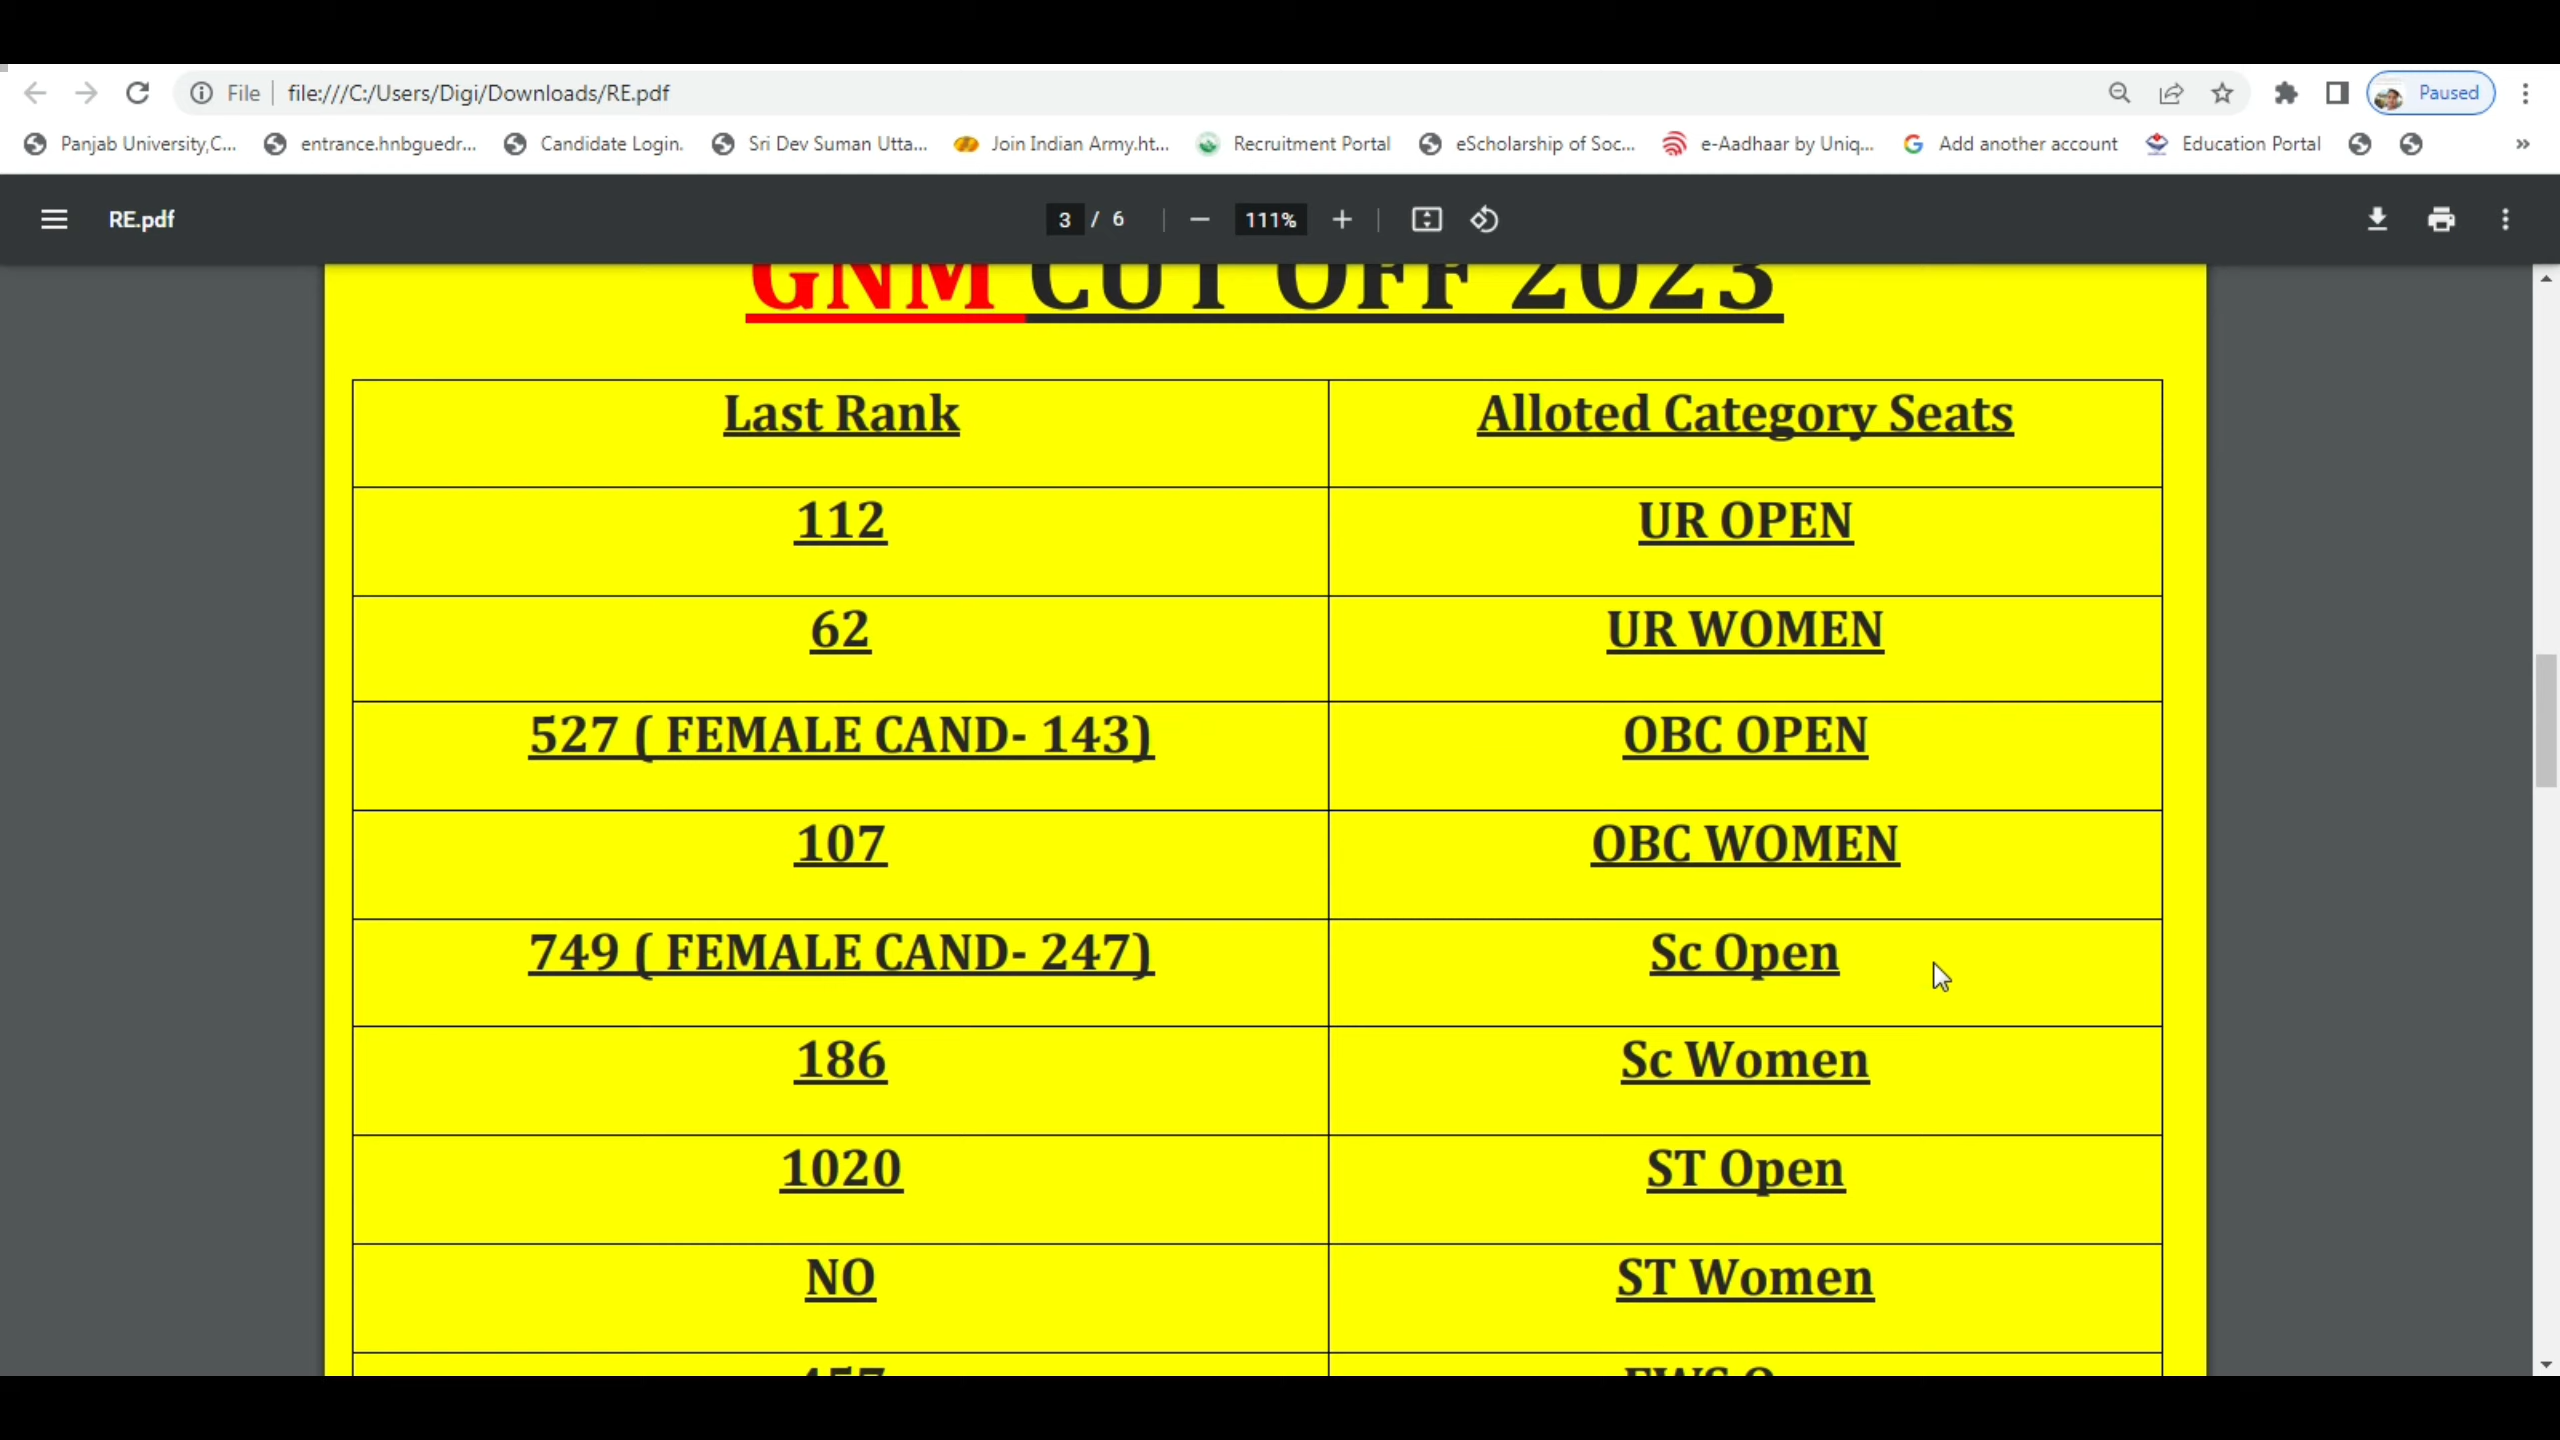 File file:///C:/Users/Digi/Downloads/RE.pdf Paused
Panjab University,C... entrance.hnbguedr... Candidate Login. Sri Dev Suman Utta... Join Indian Army.ht... Recruitment Portal eScholarship of Soc... e-Aadhaar by Uniq... Add another account Education Portal »
RE.pdf 3 / 6 111%
GNM CUT OFF 2023
Last Rank Alloted Category Seats
112 UR OPEN
62 UR WOMEN
527 ( FEMALE CAND- 143) OBC OPEN
107 OBC WOMEN
749 ( FEMALE CAND- 247) Sc Open
186 Sc Women
1020 ST Open
NO ST Women